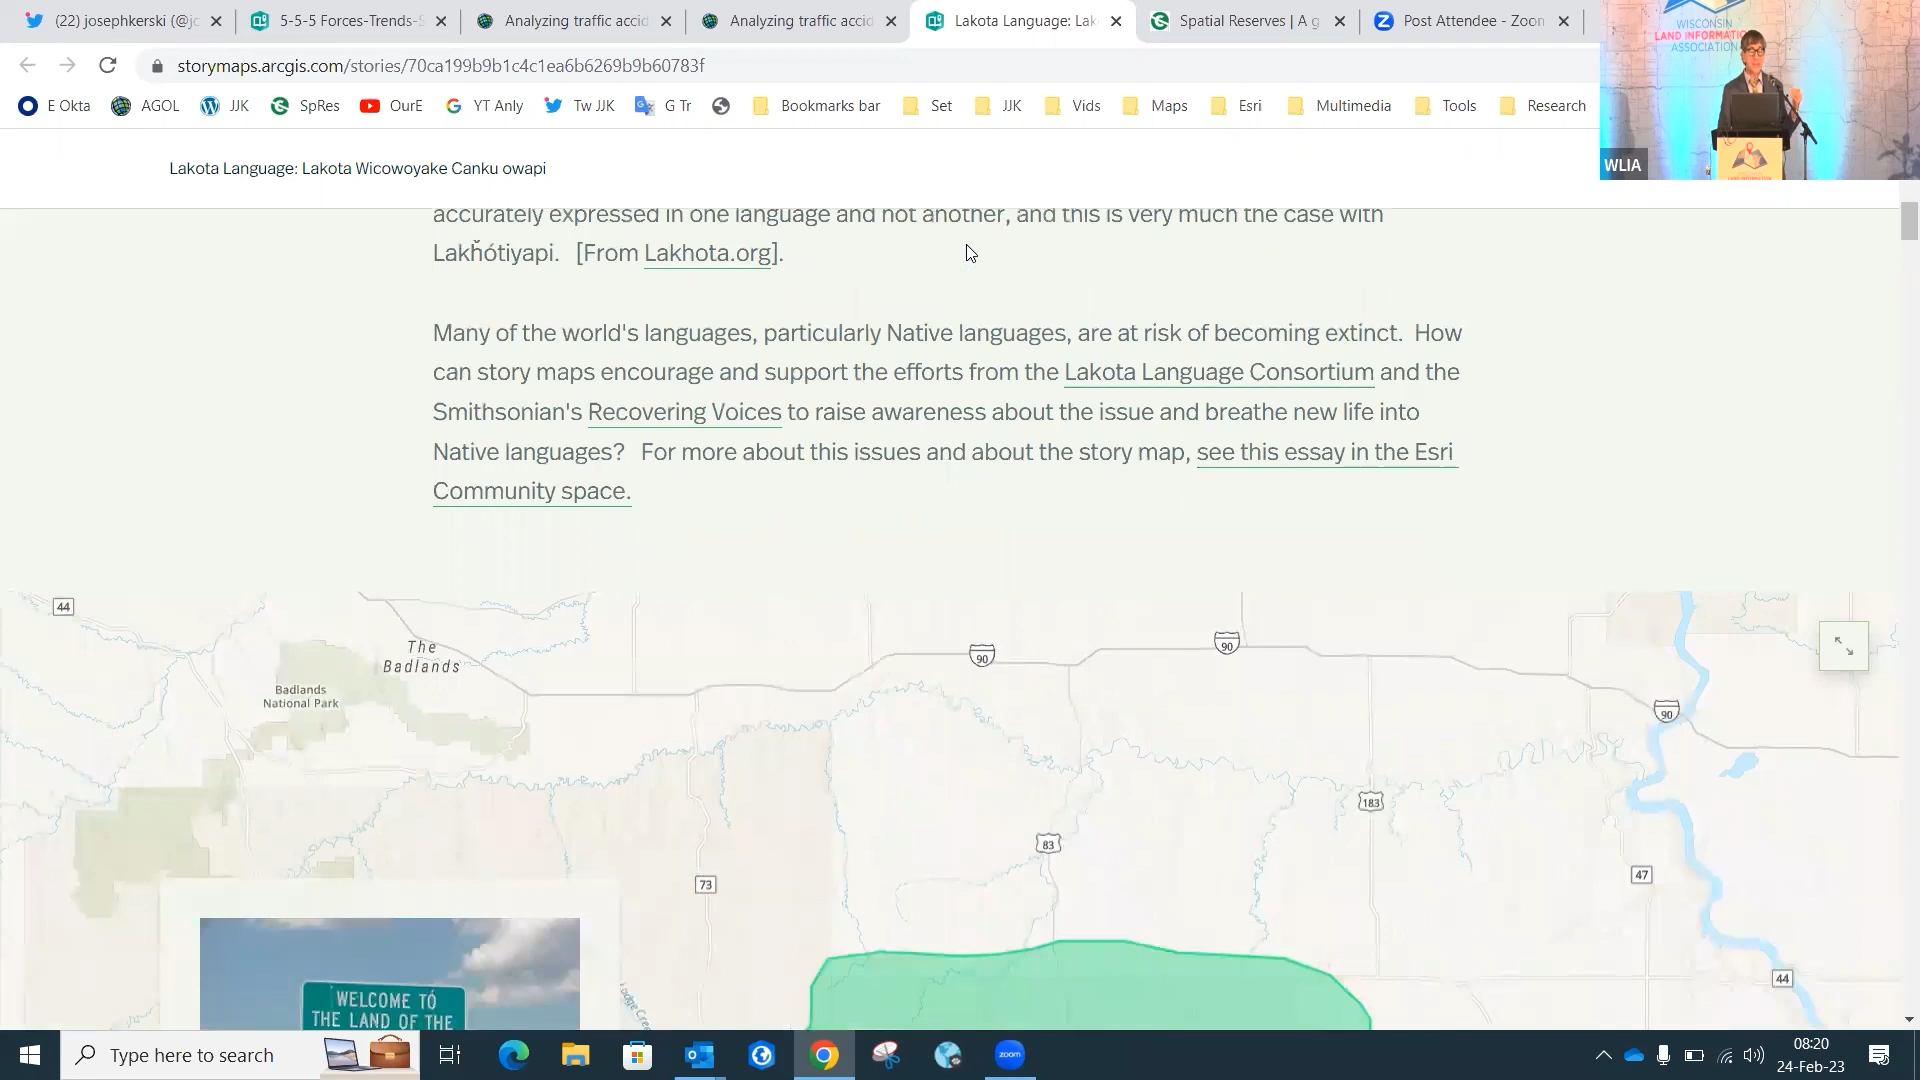 (22) josephkerski (@jo
5-5-5 Forces-Trends-S
Analyzing traffic accid
Analyzing traffic accid
Lakota Language: Lak
Spatial Reserves | A g
Post Attendee - Zoom
storymaps.arcgis.com/stories/70ca199b9b1c4c1ea6b6269b9b60783f
E Okta
AGOL
JJK
SpRes
OurE
YT Anly
Tw JJK
G Tr
Bookmarks bar
Set
JJK
Vids
Maps
Esri
Multimedia
Tools
Research
WISCONSIN
LAND INFORMATIO
ASSOCIATION
WLIA
Lakota Language: Lakota Wicowoyake Canku owapi
accurately expressed in one language and not another, and this is very much the case with
Lakȟótiyapi. [From Lakhota.org].
Many of the world's languages, particularly Native languages, are at risk of becoming extinct. How
can story maps encourage and support the efforts from the Lakota Language Consortium and the
Smithsonian's Recovering Voices to raise awareness about the issue and breathe new life into
Native languages? For more about this issues and about the story map, see this essay in the Esri
Community space.
44
The
Badlands
Badlands
National Park
90
90
90
183
83
73
47
44
WELCOME TO
THE LAND OF THE
Type here to search
zoom
08:20
24-Feb-23